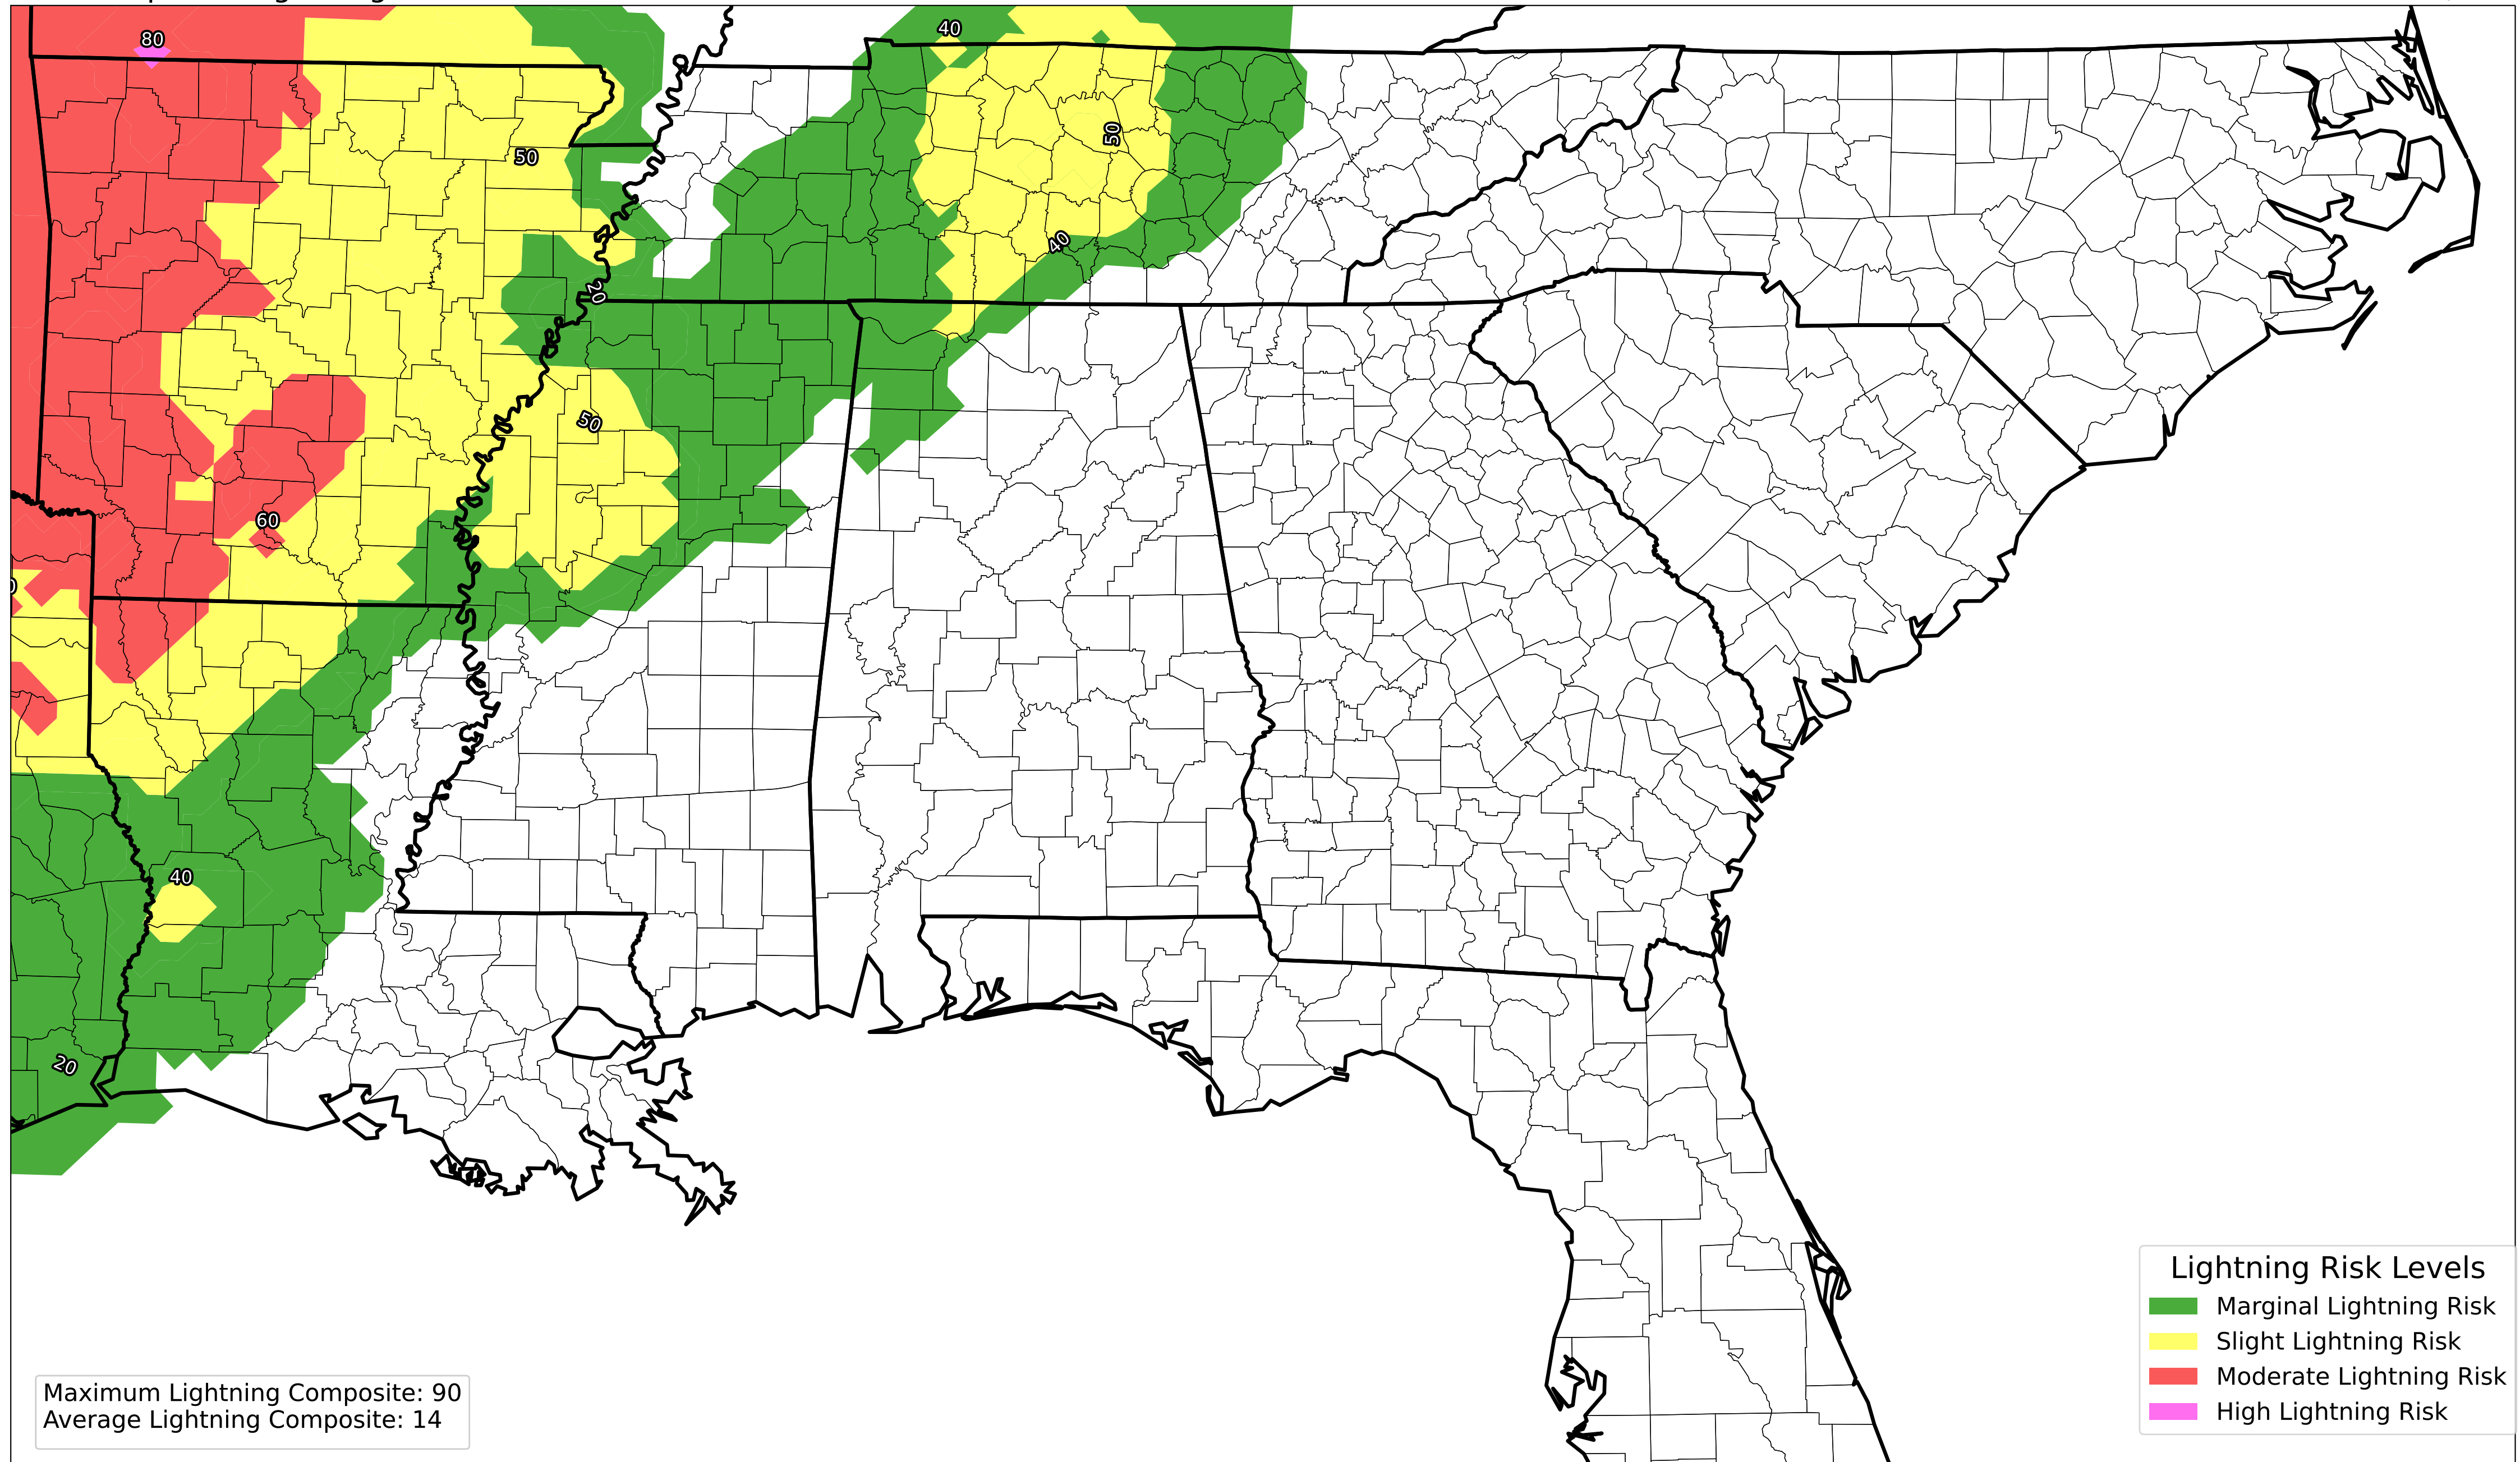 80
40
50
50
40
20
50
60
40
20
Lightning Risk Levels
Marginal Lightning Risk
Slight Lightning Risk
Moderate Lightning Risk
High Lightning Risk
Maximum Lightning Composite: 90
Average Lightning Composite: 14